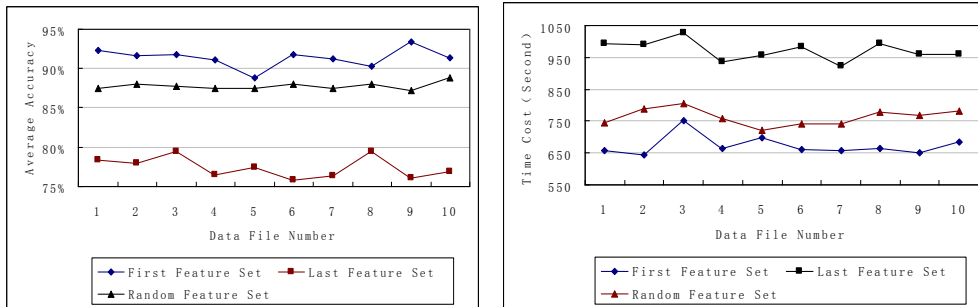 95%
90%
85%
80%
75%
Average Accuracy
1 2 3 4 5 6 7 8 9 10
Data File Number
First Feature Set
Last Feature Set
Random Feature Set
1050
950
850
750
650
550
Time Cost (Second)
1 2 3 4 5 6 7 8 9 10
Data File Number
First Feature Set
Last Feature Set
Random Feature Set